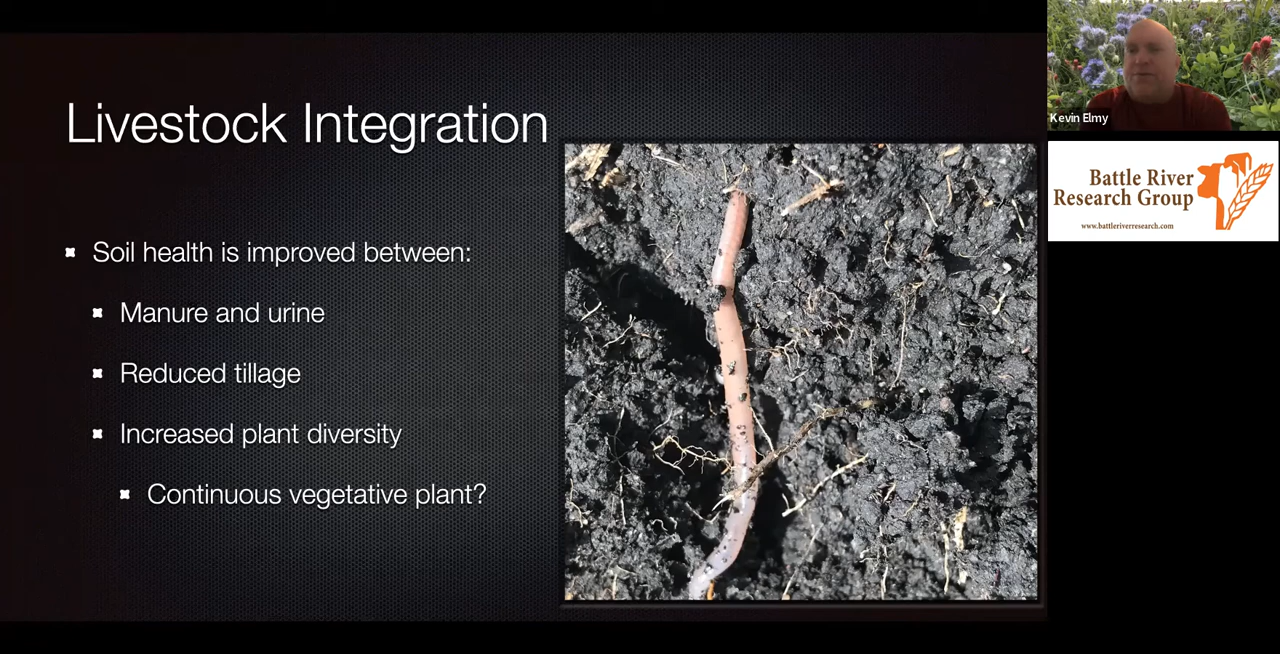 Livestock Integration
Soil health is improved between:
Manure and urine
Reduced tillage
Increased plant diversity
Continuous vegetative plant?
Kevin Elmy
Battle River
Research Group
www.battleriverresearch.com